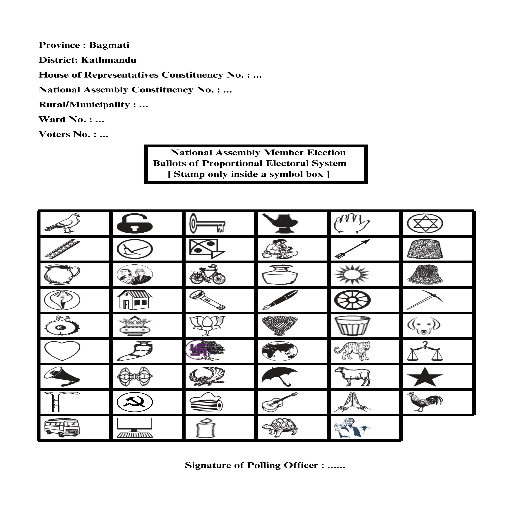 Province : Bagmati
District: Kathmandu
House of Representatives Constituency No. : ...
National Assembly Constituency No. : ...
Rural/Municipality : ...
Ward No. : ...
Voters No. : ...
National Assembly Member Election
Ballots of Proportional Electoral System
[ Stamp only inside a symbol box ]
Signature of Polling Officer : ......